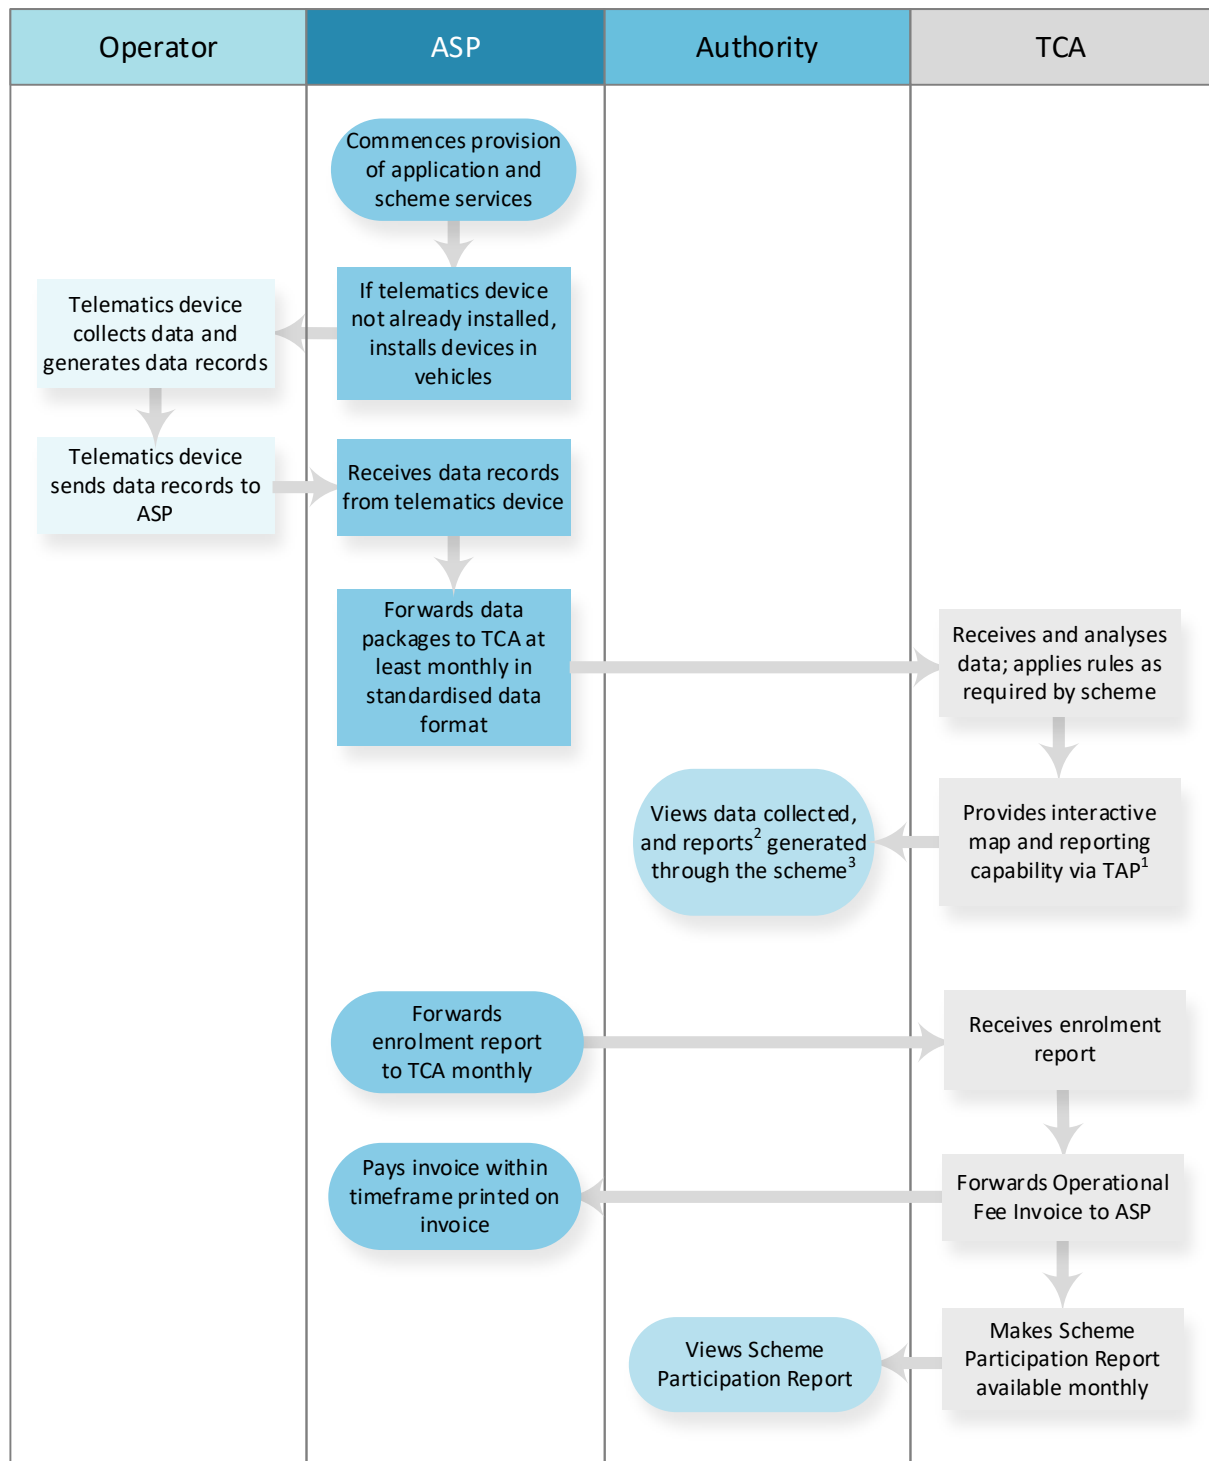 Operator
ASP
Authority
TCA
Commences provision
of application and
scheme services
If telematics device
not already installed,
installs devices in
vehicles
Telematics device
collects data and
generates data records
Telematics device
sends data records to
ASP
Receives data records
from telematics device
Forwards data
packages to TCA at
least monthly in
standardised data
format
Receives and analyses
data; applies rules as
required by scheme
Provides interactive
map and reporting
capability via TAP¹
Views data collected,
and reports² generated
through the scheme³
Forwards
enrolment report
to TCA monthly
Receives enrolment
report
Forwards Operational
Fee Invoice to ASP
Pays invoice within
timeframe printed on
invoice
Makes Scheme
Participation Report
available monthly
Views Scheme
Participation Report